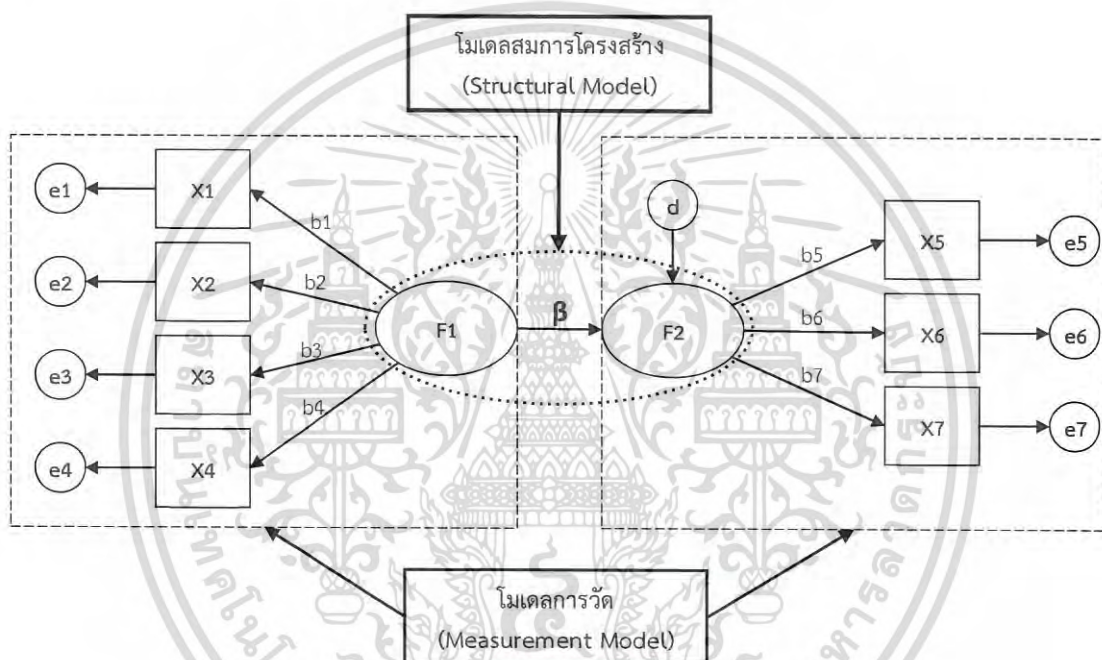 โมเดลสมการโครงสร้าง
(Structural Model)
e1 X1 b1
e2 X2 b2
e3 X3 b3
e4 X4 b4
F1 β F2
d
b5 X5 e5
b6 X6 e6
b7 X7 e7
โมเดลการวัด
(Measurement Model)